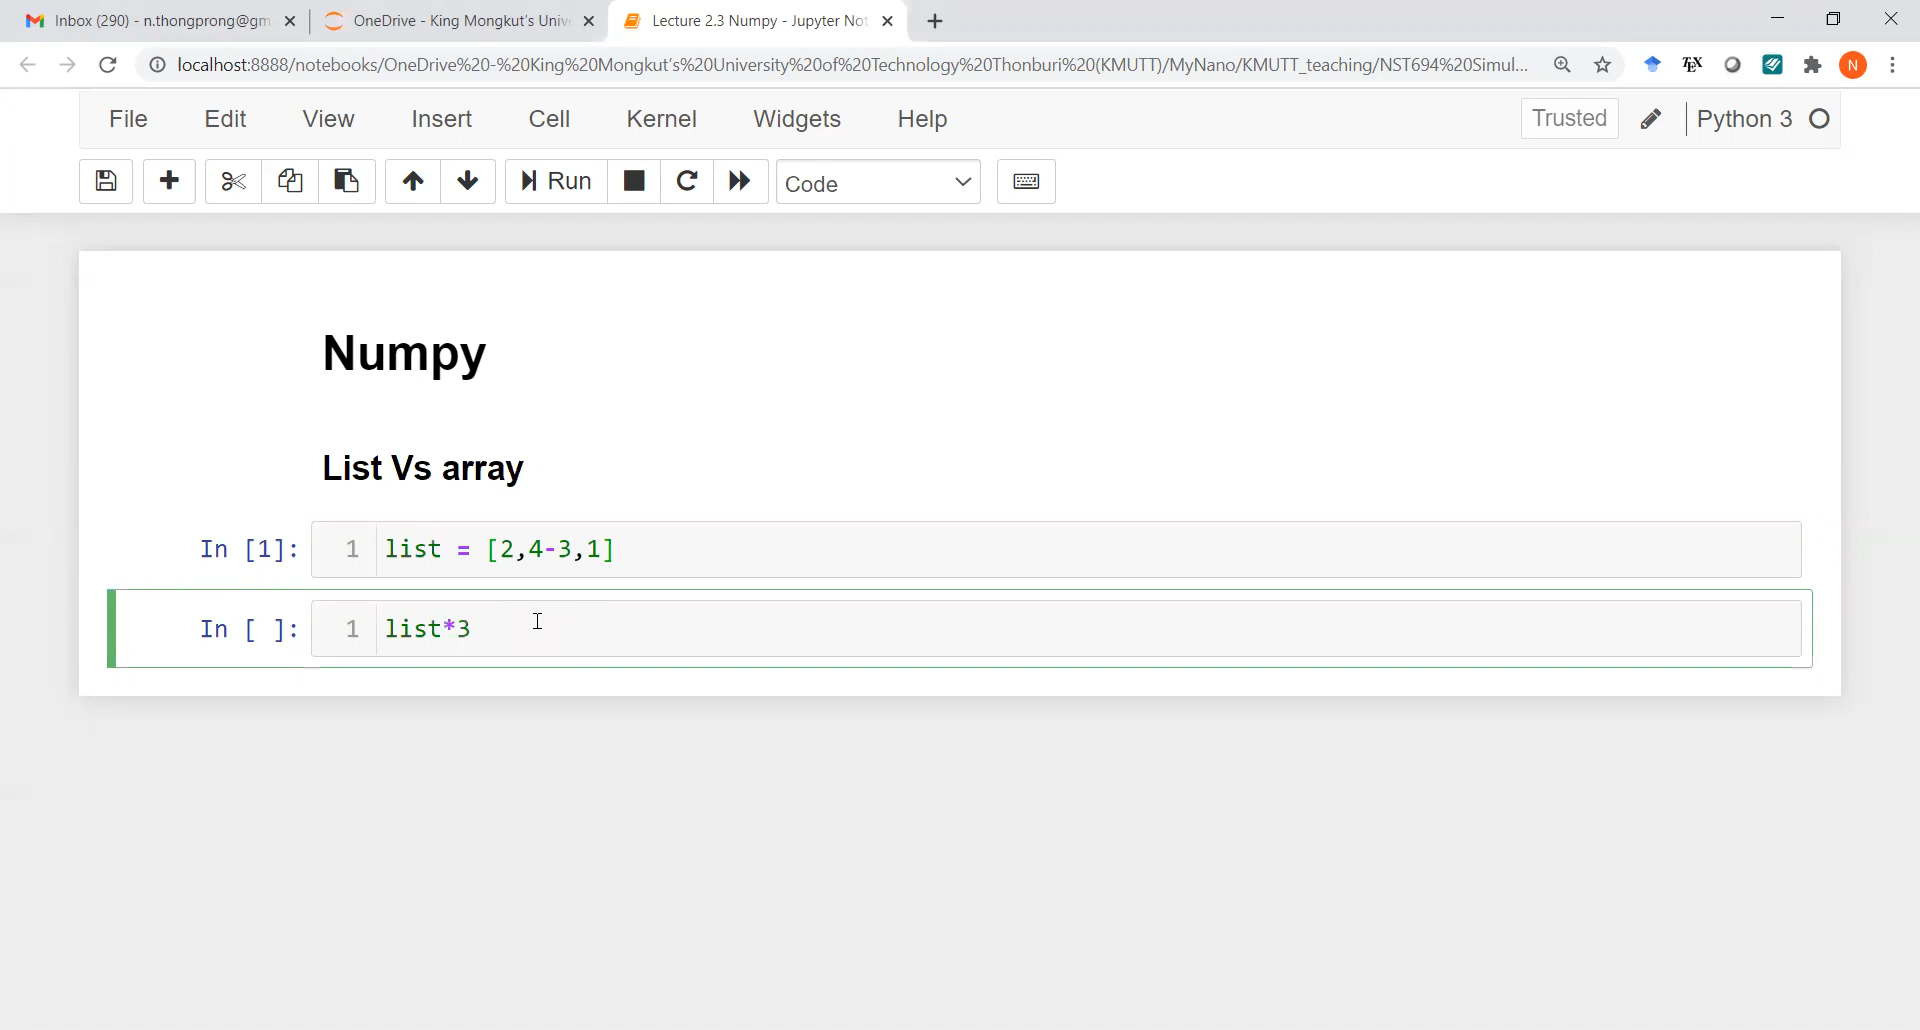 Inbox (290) - n.thongprong@gm
OneDrive - King Mongkut's Unive
Lecture 2.3 Numpy - Jupyter Not
localhost:8888/notebooks/OneDrive%20-%20King%20Mongkut's%20University%20of%20Technology%20Thonburi%20(KMUTT)/MyNano/KMUTT_teaching/NST694%20Simul...
TEX
N
File Edit View Insert Cell Kernel Widgets Help
Trusted
Python 3
Run
Code
Numpy
List Vs array
In [1]: 1 list = [2,4-3,1]
In [ ]: 1 list*3